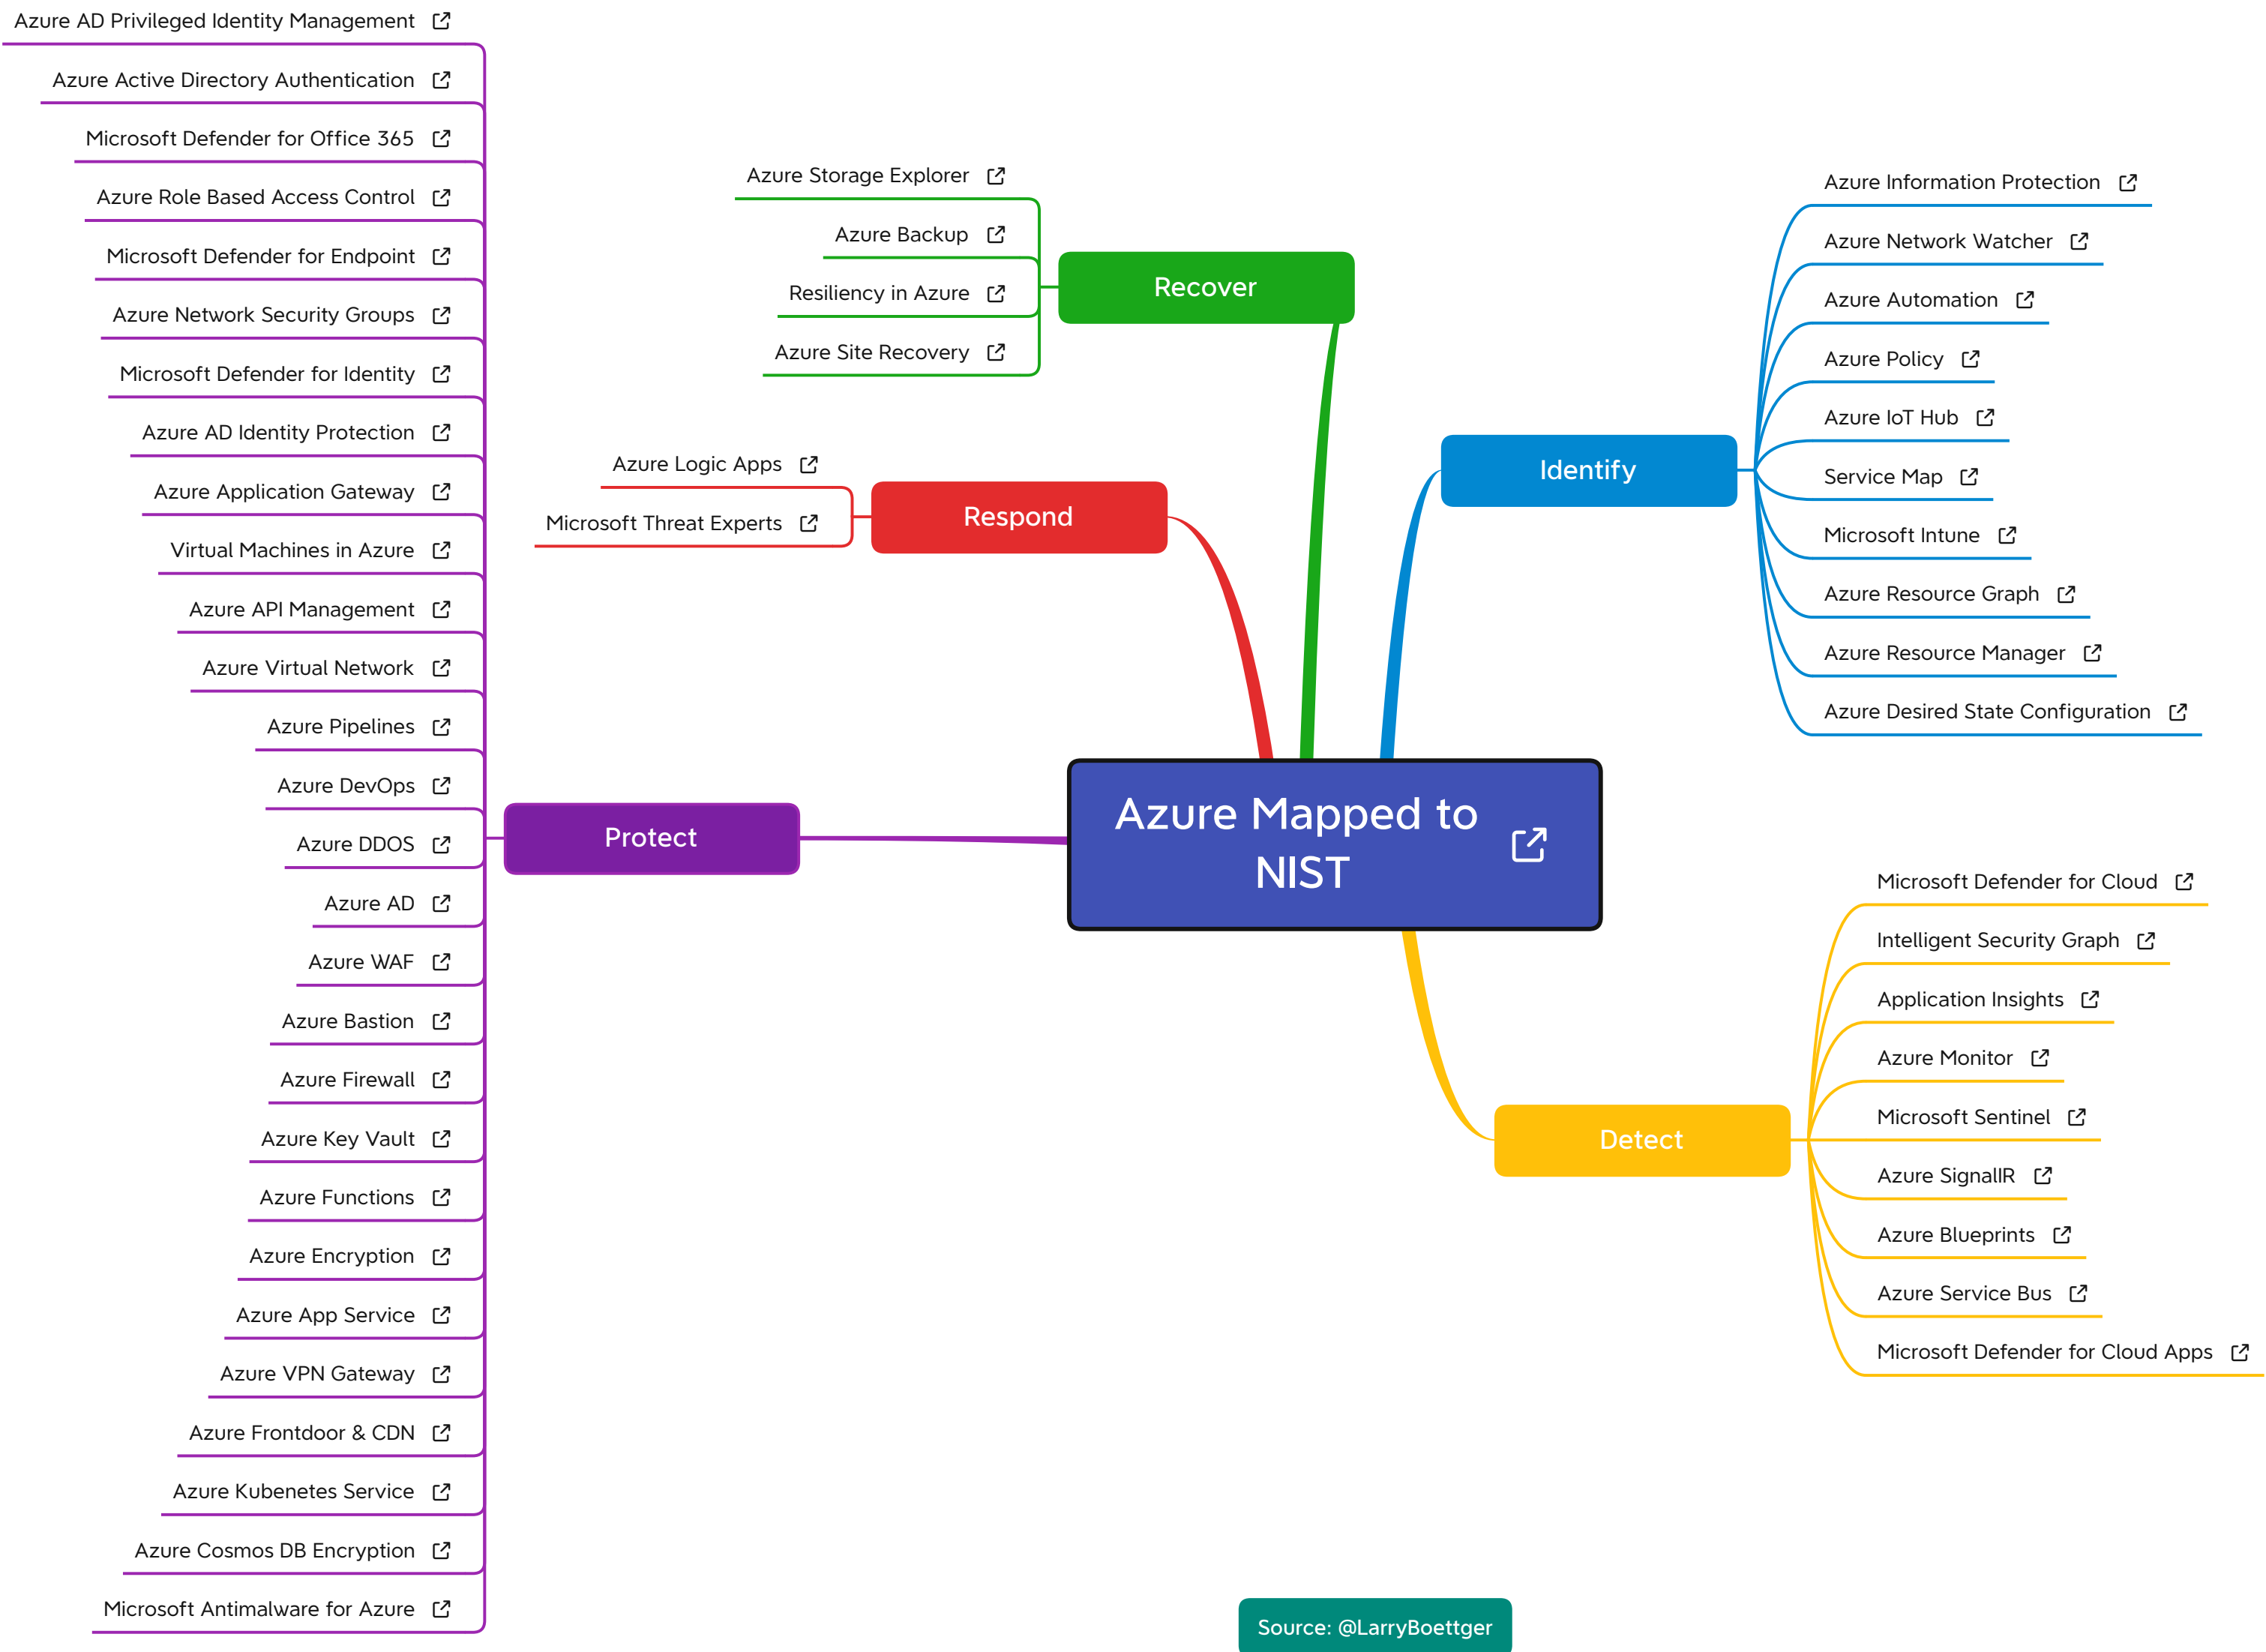 Azure AD Privileged Identity Management
Azure Active Directory Authentication
Microsoft Defender for Office 365
Azure Role Based Access Control
Microsoft Defender for Endpoint
Azure Network Security Groups
Microsoft Defender for Identity
Azure AD Identity Protection
Azure Application Gateway
Virtual Machines in Azure
Azure API Management
Azure Virtual Network
Azure Pipelines
Azure DevOps
Azure DDOS
Azure AD
Azure WAF
Azure Bastion
Azure Firewall
Azure Key Vault
Azure Functions
Azure Encryption
Azure App Service
Azure VPN Gateway
Azure Frontdoor & CDN
Azure Kubenetes Service
Azure Cosmos DB Encryption
Microsoft Antimalware for Azure
Protect
Azure Storage Explorer
Azure Backup
Resiliency in Azure
Azure Site Recovery
Recover
Azure Logic Apps
Microsoft Threat Experts
Respond
Azure Mapped to
NIST
Identify
Azure Information Protection
Azure Network Watcher
Azure Automation
Azure Policy
Azure IoT Hub
Service Map
Microsoft Intune
Azure Resource Graph
Azure Resource Manager
Azure Desired State Configuration
Detect
Microsoft Defender for Cloud
Intelligent Security Graph
Application Insights
Azure Monitor
Microsoft Sentinel
Azure SignalIR
Azure Blueprints
Azure Service Bus
Microsoft Defender for Cloud Apps
Source: @LarryBoettger